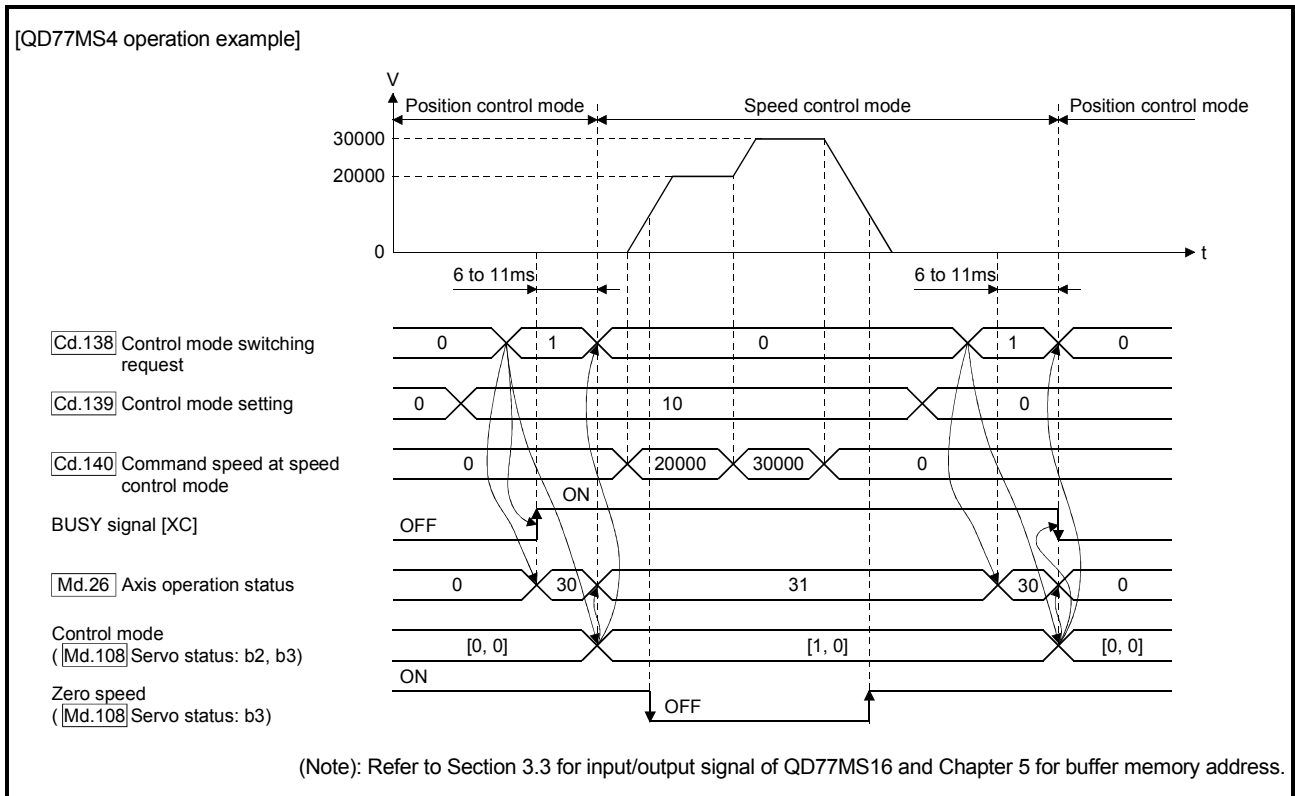 [QD77MS4 operation example]
V
Position control mode
Speed control mode
Position control mode
30000
20000
0
t
6 to 11ms
6 to 11ms
Cd.138 Control mode switching
request
0
1
0
1
0
Cd.139 Control mode setting
0
10
0
Cd.140 Command speed at speed
control mode
0
20000
30000
0
BUSY signal [XC]
OFF
ON
Md.26 Axis operation status
0
30
31
30
0
Control mode
( Md.108 Servo status: b2, b3)
[0, 0]
[1, 0]
[0, 0]
Zero speed
( Md.108 Servo status: b3)
ON
OFF
(Note): Refer to Section 3.3 for input/output signal of QD77MS16 and Chapter 5 for buffer memory address.